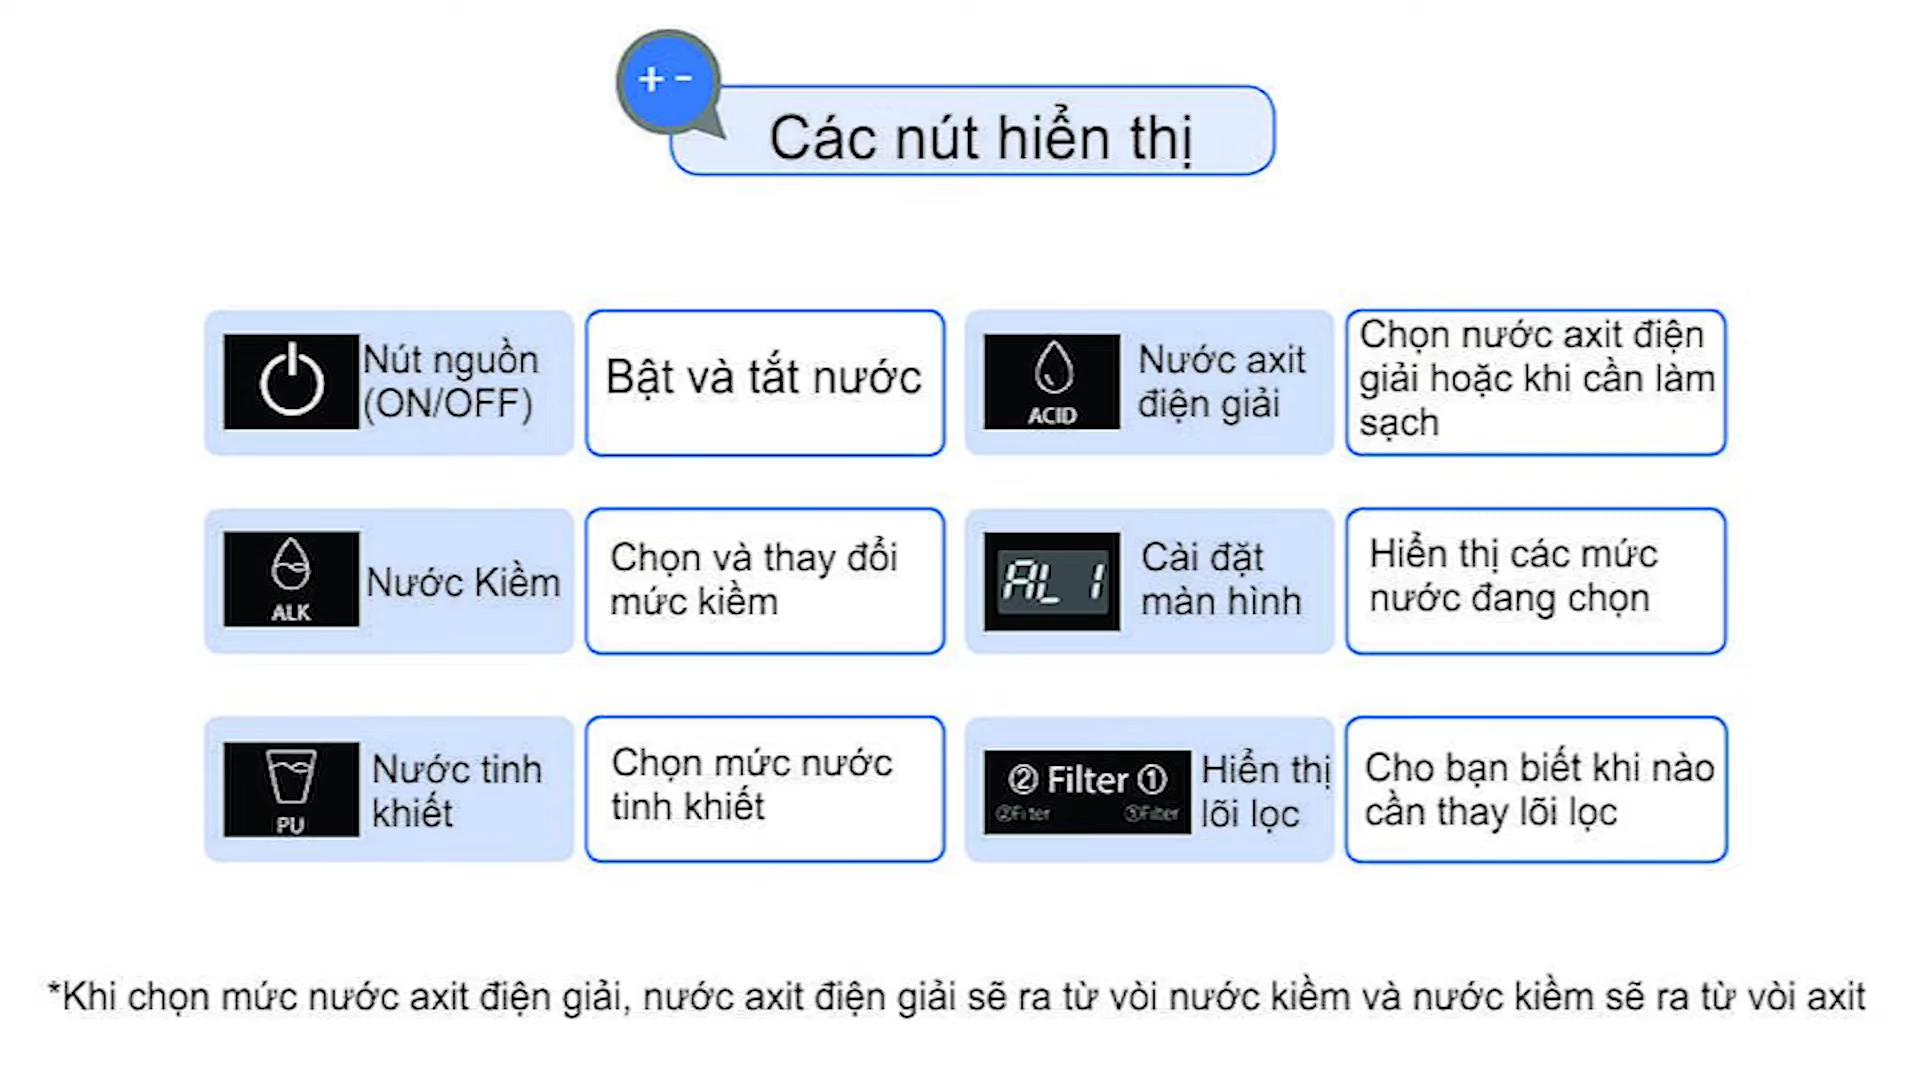 + -
Các nút hiển thị
Nút nguồn
(ON/OFF)
Bật và tắt nước
ACID
Nước axit
điện giải
Chọn nước axit điện
giải hoặc khi cần làm
sạch
ALK
Nước Kiềm
Chọn và thay đổi
mức kiềm
AL 1
Cài đặt
màn hình
Hiển thị các mức
nước đang chọn
PU
Nước tinh
khiết
Chọn mức nước
tinh khiết
② Filter ①
②Filter
Hiển thị
lõi lọc
Cho bạn biết khi nào
cần thay lõi lọc
*Khi chọn mức nước axit điện giải, nước axit điện giải sẽ ra từ vòi nước kiềm và nước kiềm sẽ ra từ vòi axit